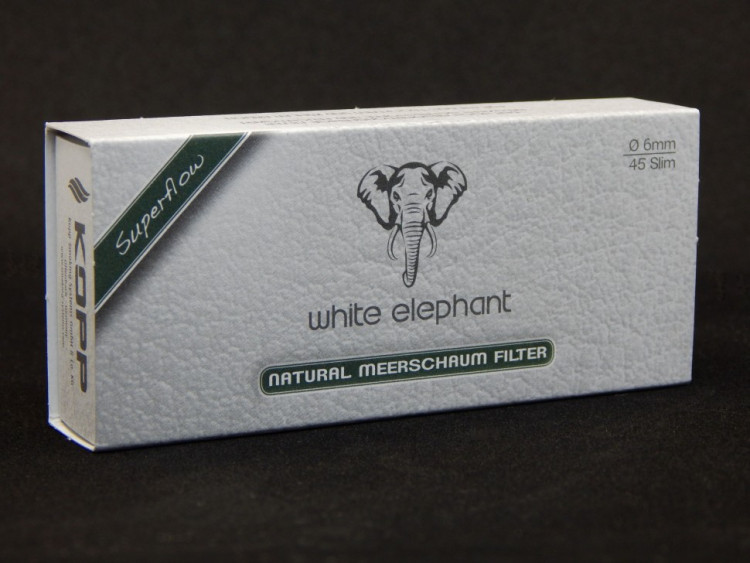 Superflow
Ø 6mm
45 Slim
white elephant
NATURAL MEERSCHAUM FILTER
KOPP